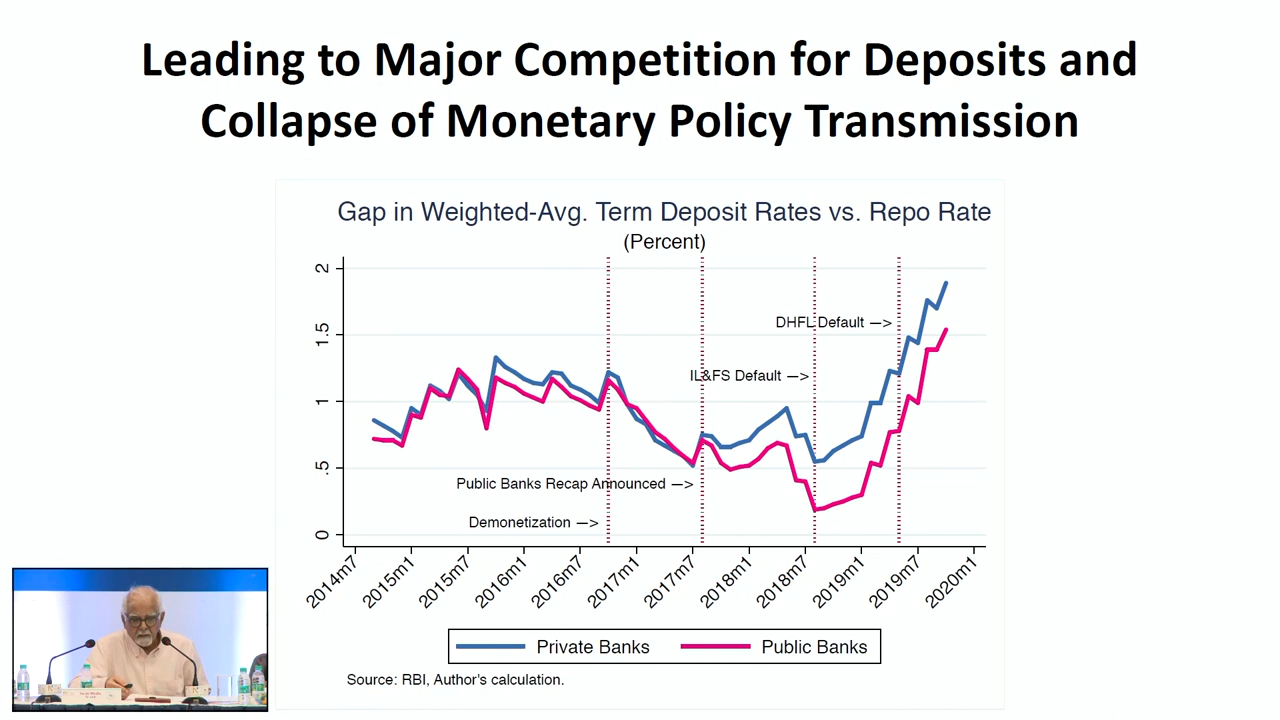 Leading to Major Competition for Deposits and
Collapse of Monetary Policy Transmission
Gap in Weighted-Avg. Term Deposit Rates vs. Repo Rate
(Percent)
2
1.5
1
.5
0
DHFL Default —>
IL&FS Default —>
Public Banks Recap Announced —>
Demonetization —>
2014m7
2015m1
2015m7
2016m1
2016m7
2017m1
2017m7
2018m1
2018m7
2019m1
2019m7
2020m1
Private Banks
Public Banks
Source: RBI, Author's calculation.